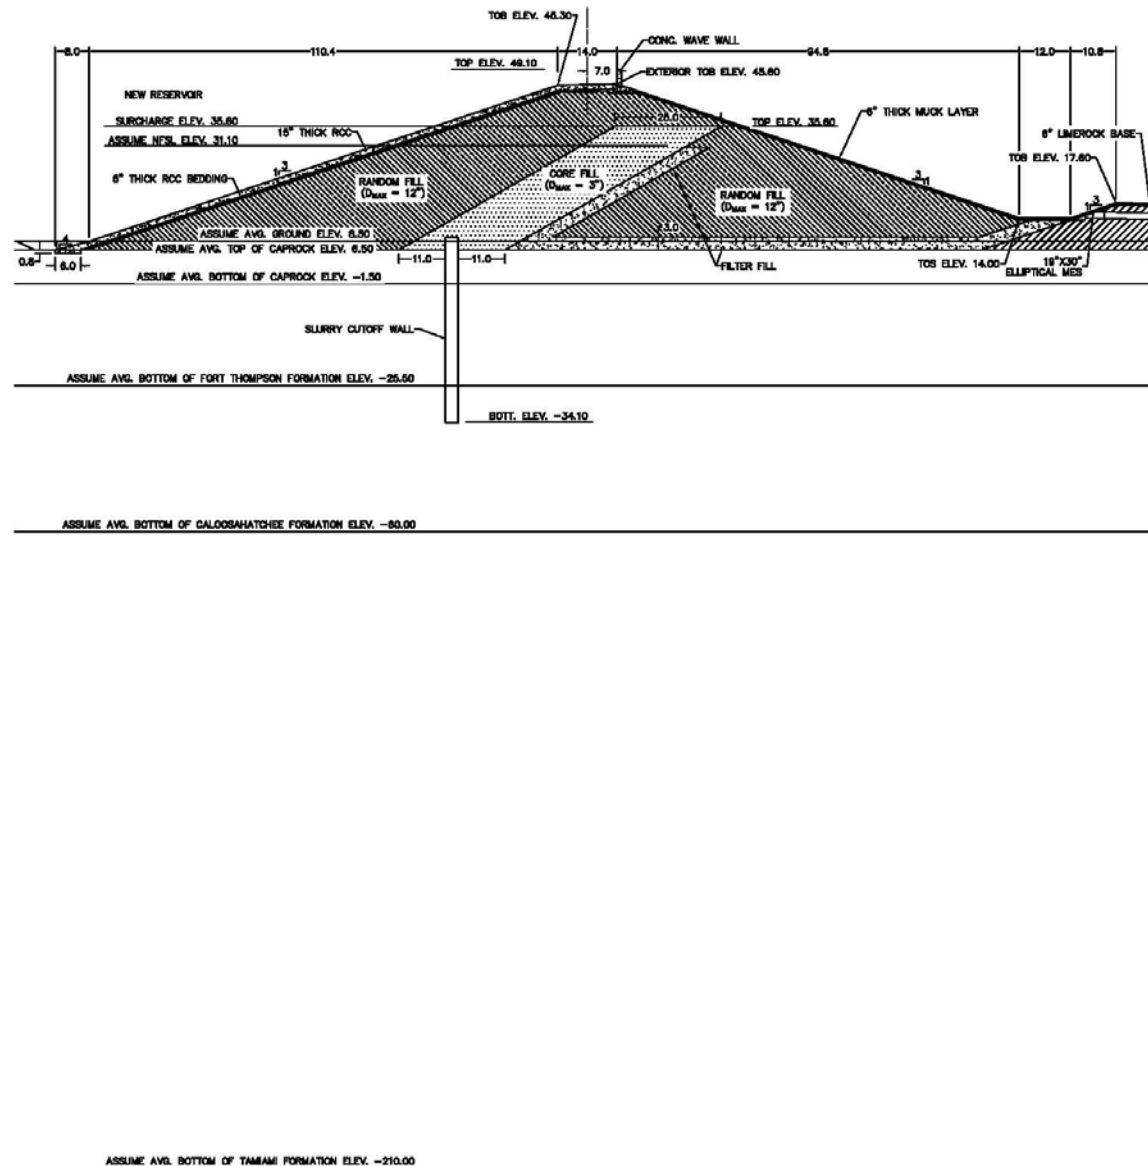 TOB ELEV. 45.30
CONC. WAVE WALL
8.0
110.4
14.0
94.8
12.0
10.8
TOP ELEV. 49.10
7.0
EXTERIOR TOB ELEV. 45.60
NEW RESERVOIR
6" THICK MUCK LAYER
SURCHARGE ELEV. 35.60
25.0
TOP ELEV. 35.60
15" THICK RCC
6" LIMEROCK BASE
ASSUME NFSL ELEV. 31.10
TOB ELEV. 17.60
3
1
6" THICK RCC BEDDING
RANDOM FILL
(DMAX = 12")
CORE FILL
(DMAX = 3")
RANDOM FILL
(DMAX = 12")
3
1
3
1
ASSUME AVG. GROUND ELEV. 8.50
3.0
ASSUME AVG. TOP OF CAPROCK ELEV. 6.50
0.5
6.0
11.0
11.0
FILTER FILL
TOS ELEV. 14.00
19"X30"
ELLIPTICAL MES
ASSUME AVG. BOTTOM OF CAPROCK ELEV. -1.50
SLURRY CUTOFF WALL
ASSUME AVG. BOTTOM OF FORT THOMPSON FORMATION ELEV. -25.50
BOTT. ELEV. -34.10
ASSUME AVG. BOTTOM OF CALOOSAHATCHEE FORMATION ELEV. -60.00
ASSUME AVG. BOTTOM OF TAMIAMI FORMATION ELEV. -210.00